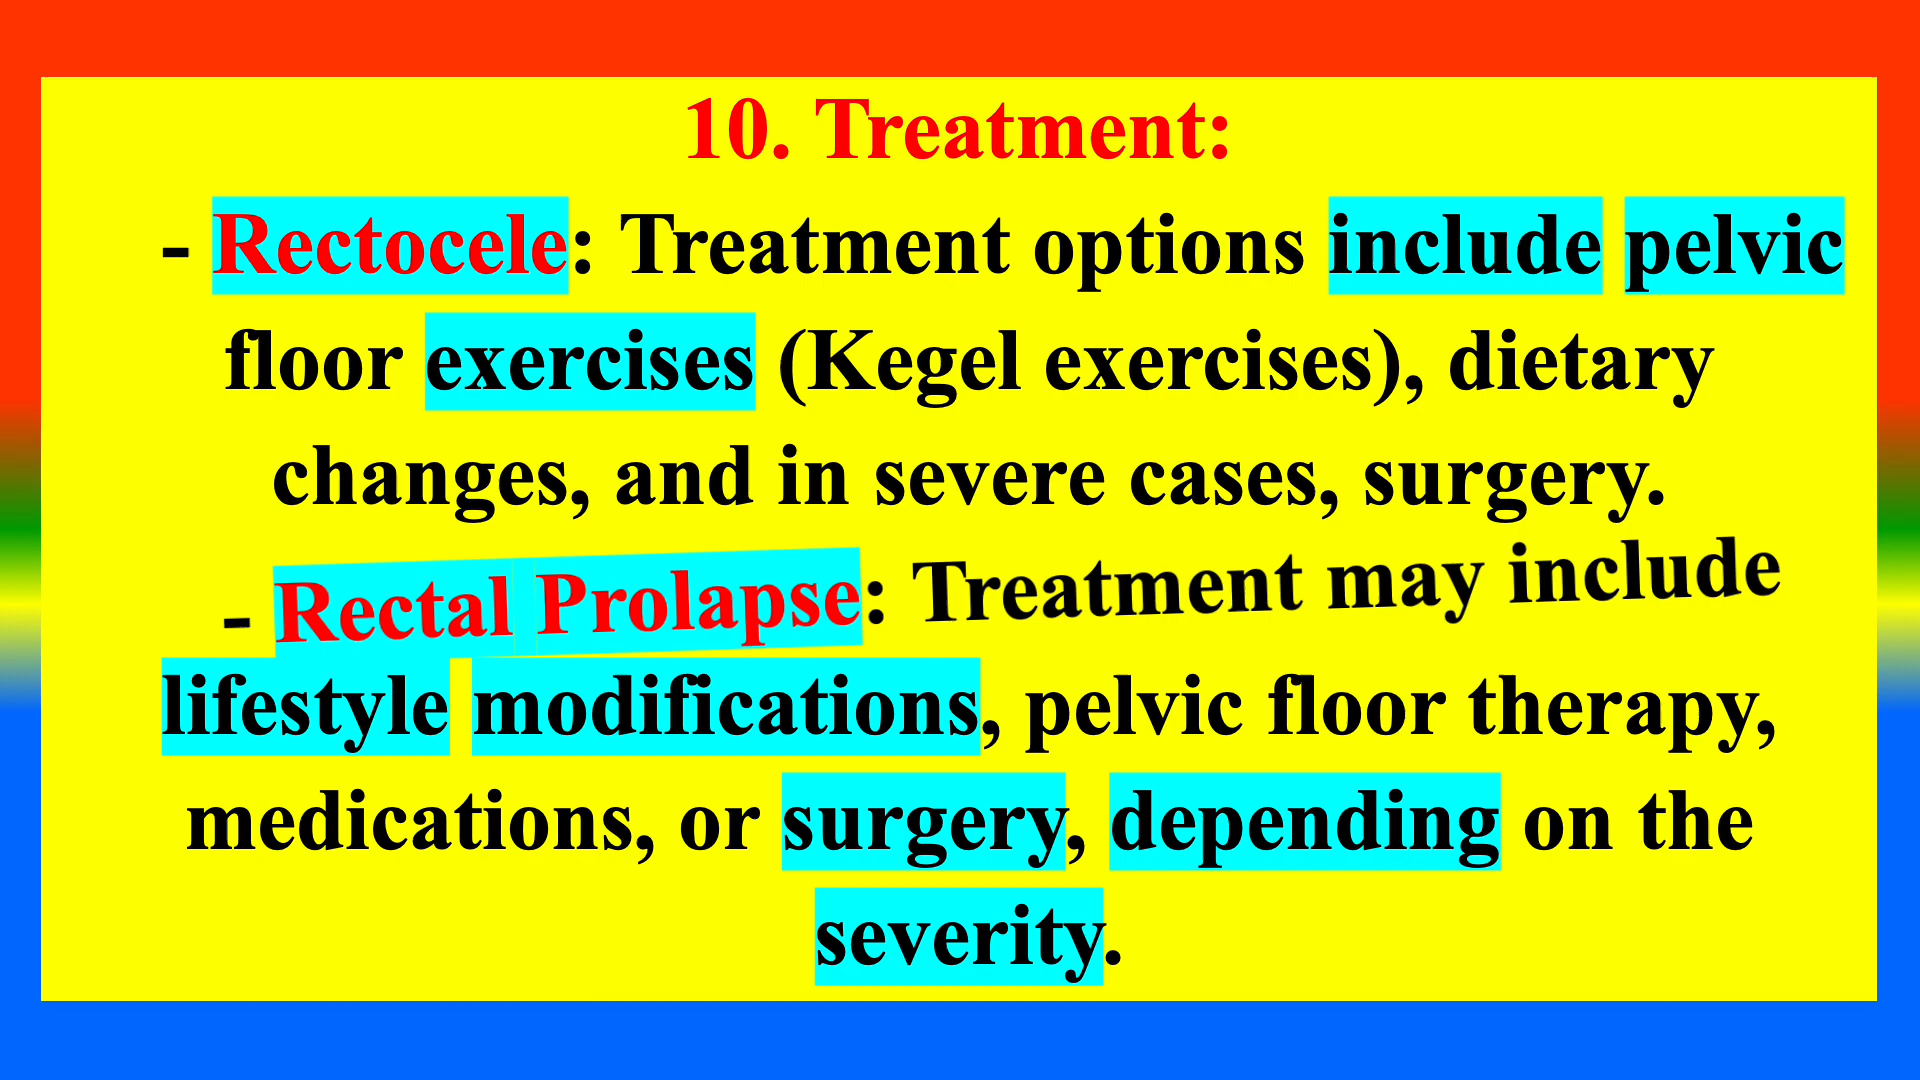 10. Treatment:
- Rectocele: Treatment options include pelvic
floor exercises (Kegel exercises), dietary
changes, and in severe cases, surgery.
- Rectal Prolapse: Treatment may include
lifestyle modifications, pelvic floor therapy,
medications, or surgery, depending on the
severity.